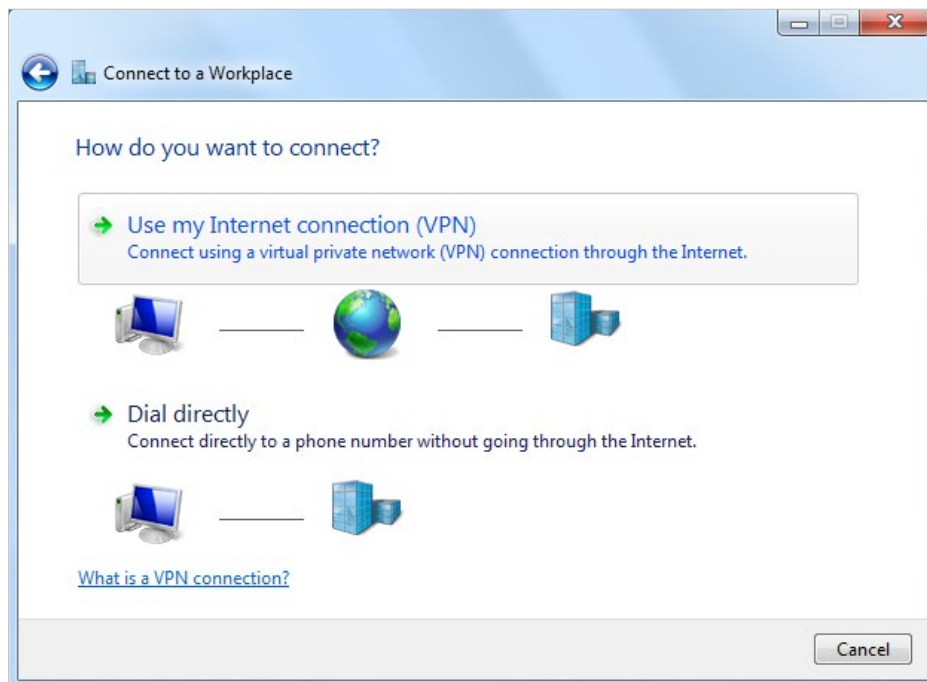 Connect to a Workplace
How do you want to connect?
Use my Internet connection (VPN)
Connect using a virtual private network (VPN) connection through the Internet.
Dial directly
Connect directly to a phone number without going through the Internet.
What is a VPN connection?
Cancel